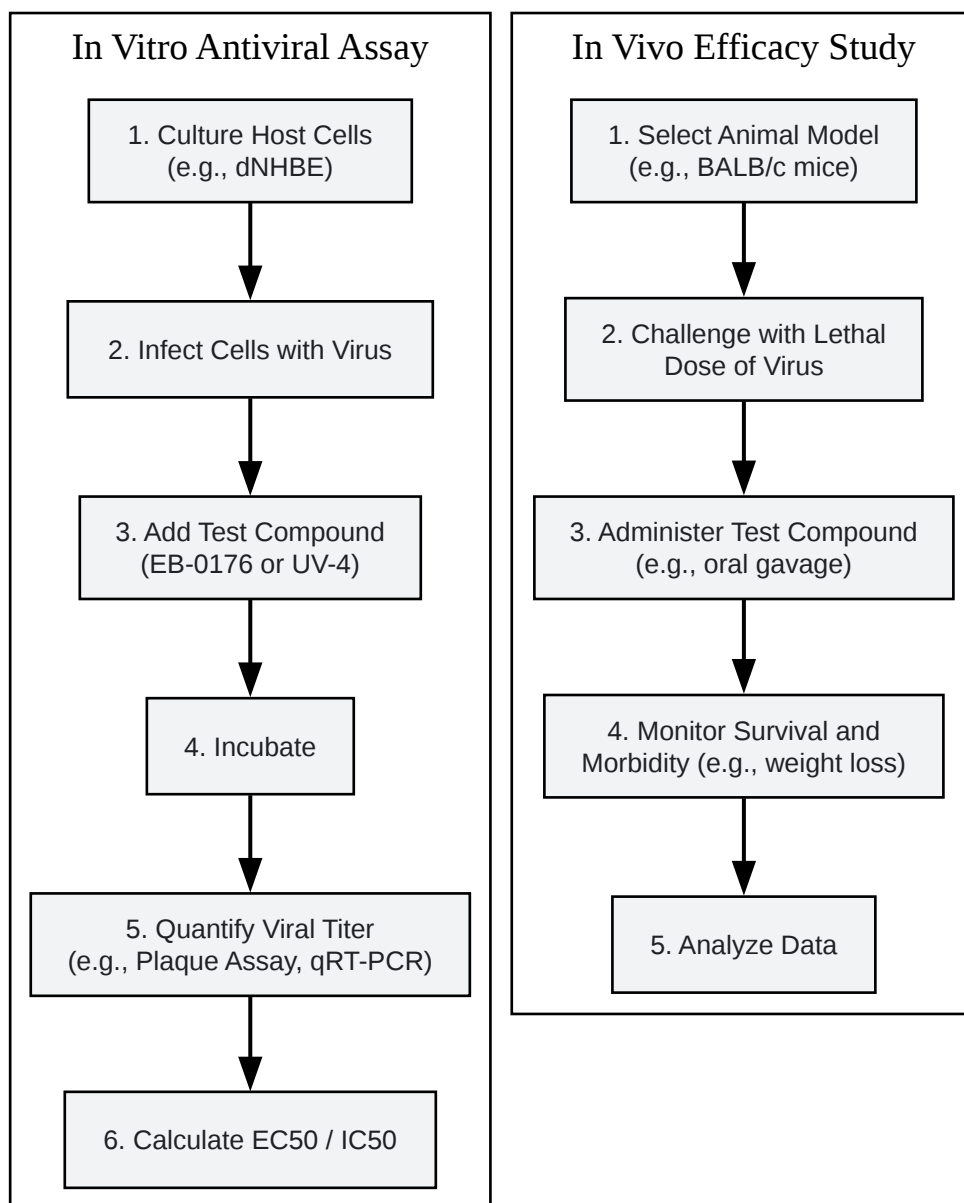 In Vitro Antiviral Assay
1. Culture Host Cells
(e.g., dNHBE)
2. Infect Cells with Virus
3. Add Test Compound
(EB-0176 or UV-4)
4. Incubate
5. Quantify Viral Titer
(e.g., Plaque Assay, qRT-PCR)
6. Calculate EC50 / IC50
In Vivo Efficacy Study
1. Select Animal Model
(e.g., BALB/c mice)
2. Challenge with Lethal
Dose of Virus
3. Administer Test Compound
(e.g., oral gavage)
4. Monitor Survival and
Morbidity (e.g., weight loss)
5. Analyze Data